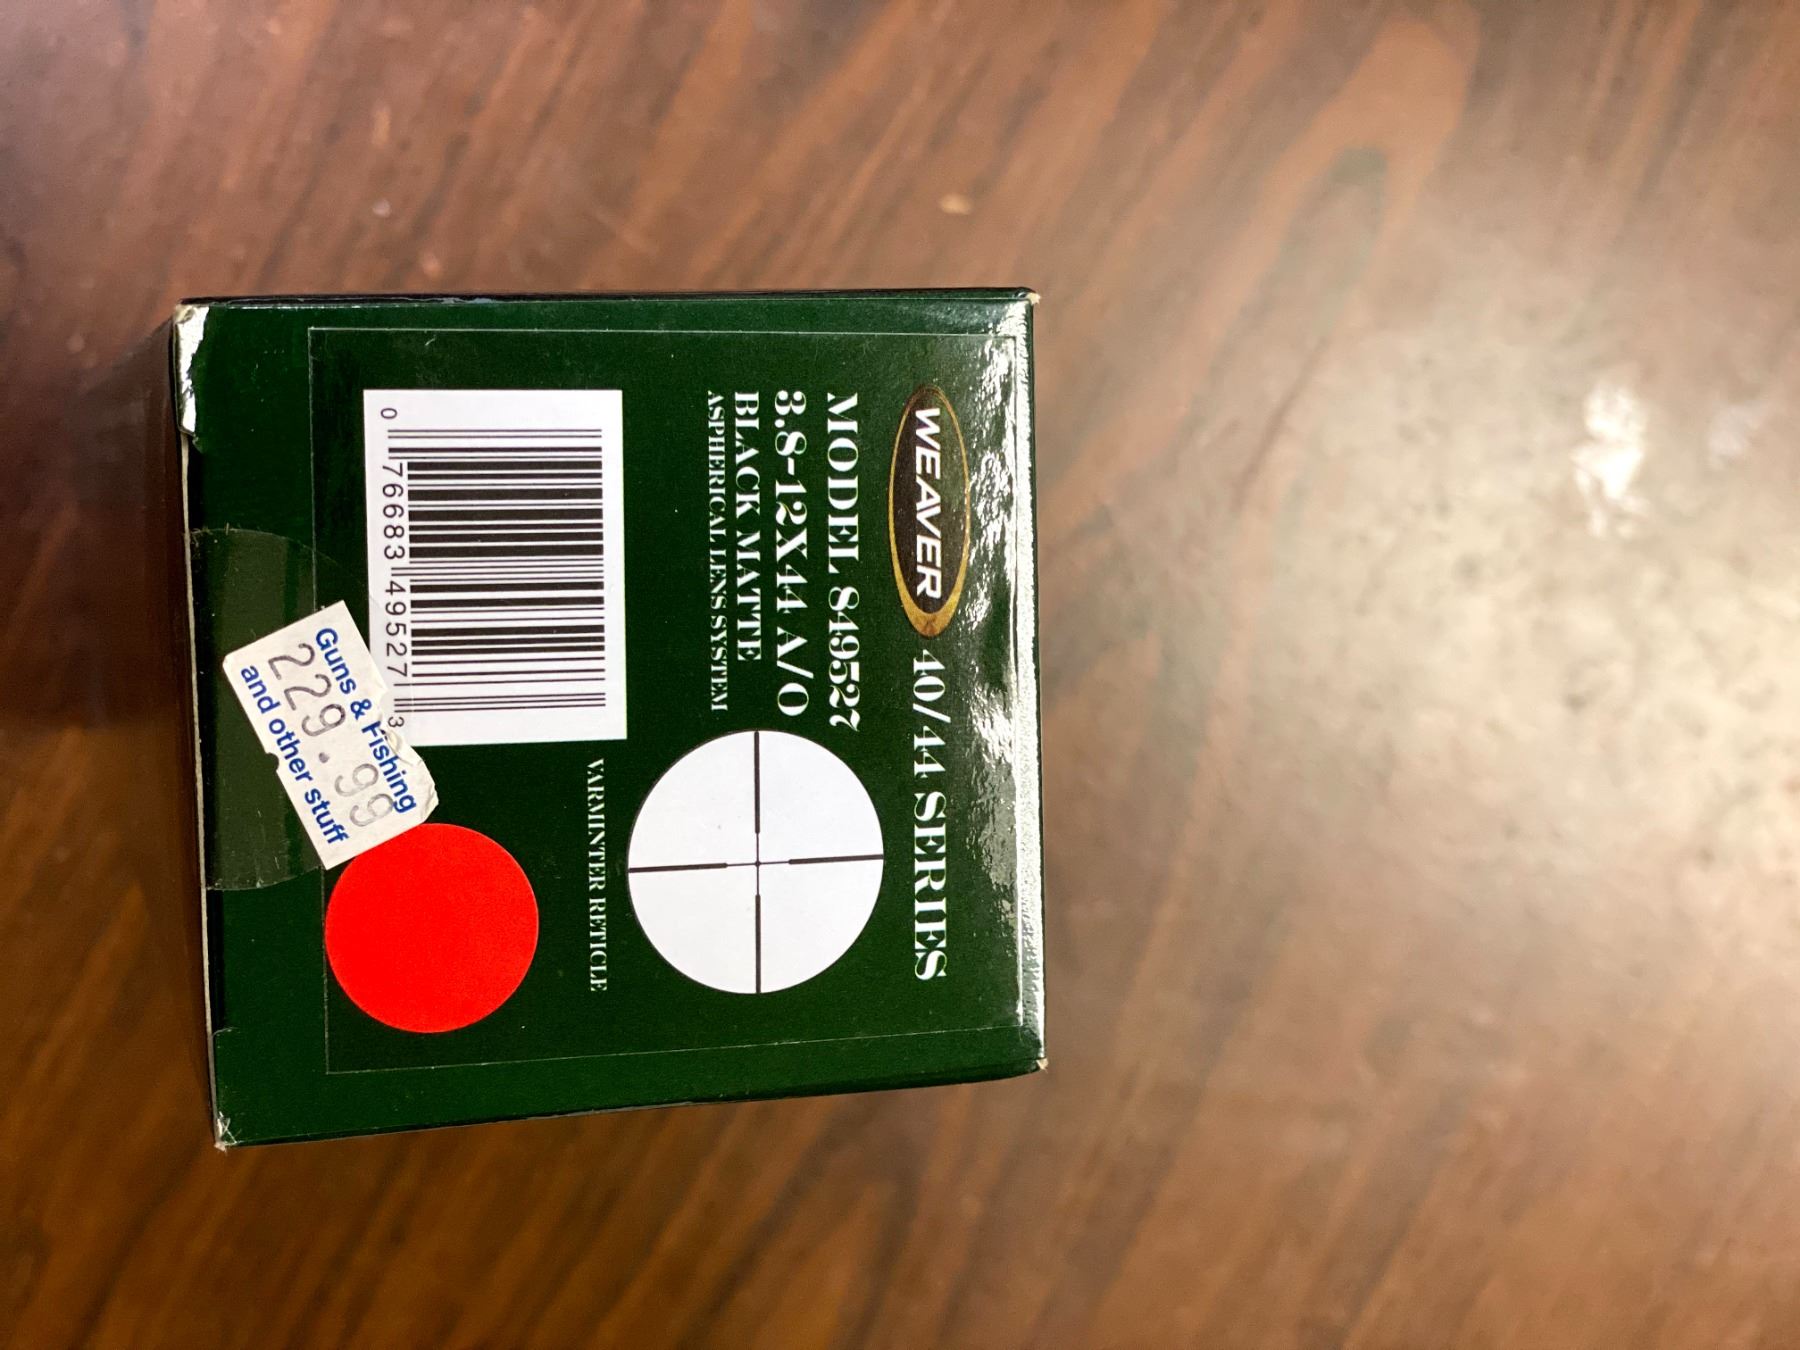 WEAVER 40/44 SERIES
MODEL 849527
3.8-12X44 A/O
BLACK MATTE
ASPHERICAL LENS SYSTEM
VARMINTER RETICLE
0 76683 49527 3
Guns & Fishing
229.99
and other stuff